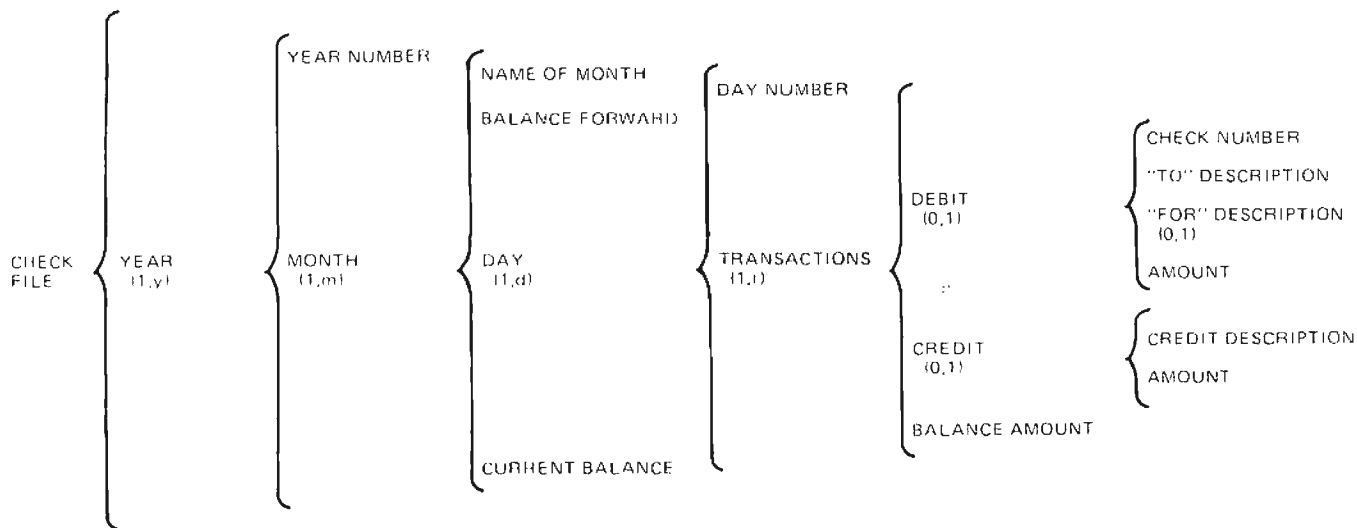 CHECK
FILE
YEAR
(1,y)
YEAR NUMBER
MONTH
(1,m)
NAME OF MONTH
BALANCE FORWARD
DAY
(1,d)
CURRENT BALANCE
DAY NUMBER
TRANSACTIONS
DEBIT
(0,1)
CREDIT
(0,1)
BALANCE AMOUNT
CHECK NUMBER
"TO" DESCRIPTION
"FOR" DESCRIPTION
(0,1)
AMOUNT
CREDIT DESCRIPTION
AMOUNT